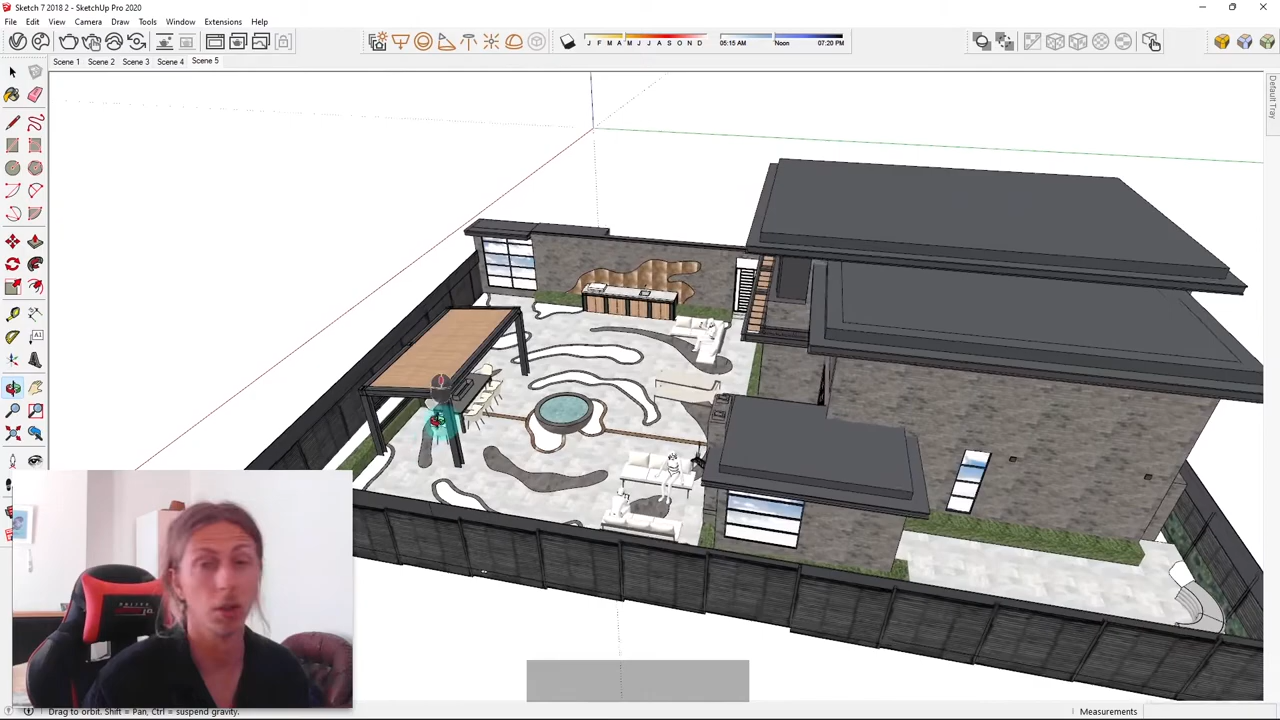 Sketch 7 2018 2 - SketchUp Pro 2020
File Edit View Camera Draw Tools Window Extensions Help
J F M A M J J A S O N D
05:15 AM Noon 07:20 PM
Scene 1 Scene 2 Scene 3 Scene 4 Scene 5
Default Tray
Drag to orbit. Shift = Pan, Ctrl = suspend gravity.
Measurements